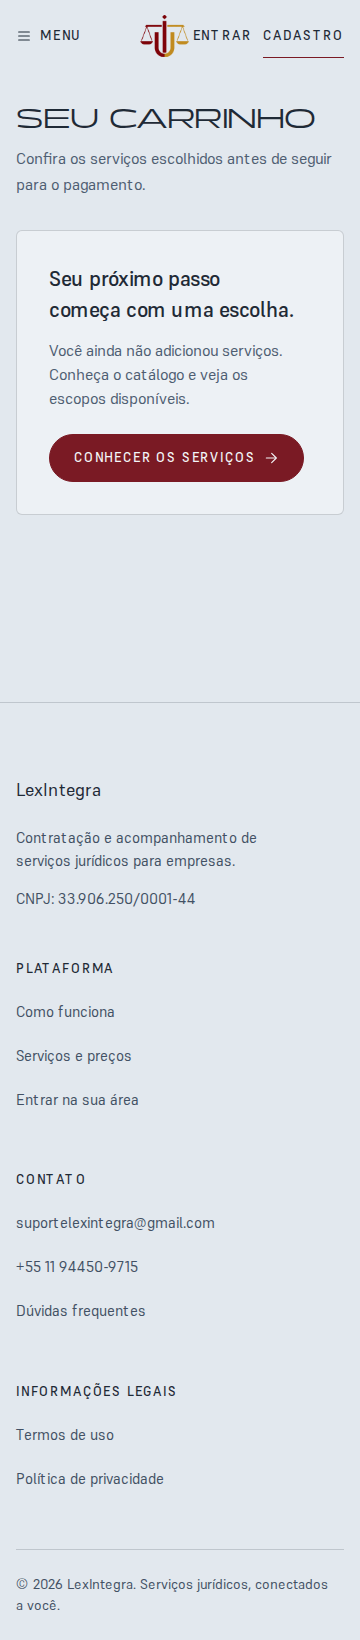 MENU
ENTRAR CADASTRO
SEU CARRINHO
Confira os serviços escolhidos antes de seguir
para o pagamento.
Seu próximo passo
começa com uma escolha.
Você ainda não adicionou serviços.
Conheça o catálogo e veja os
escopos disponíveis.
CONHECER OS SERVIÇOS →
LexIntegra
Contratação e acompanhamento de
serviços jurídicos para empresas.
CNPJ: 33.906.250/0001-44
PLATAFORMA
Como funciona
Serviços e preços
Entrar na sua área
CONTATO
suportelexintegra@gmail.com
+55 11 94450-9715
Dúvidas frequentes
INFORMAÇÕES LEGAIS
Termos de uso
Política de privacidade
© 2026 LexIntegra. Serviços jurídicos, conectados
a você.